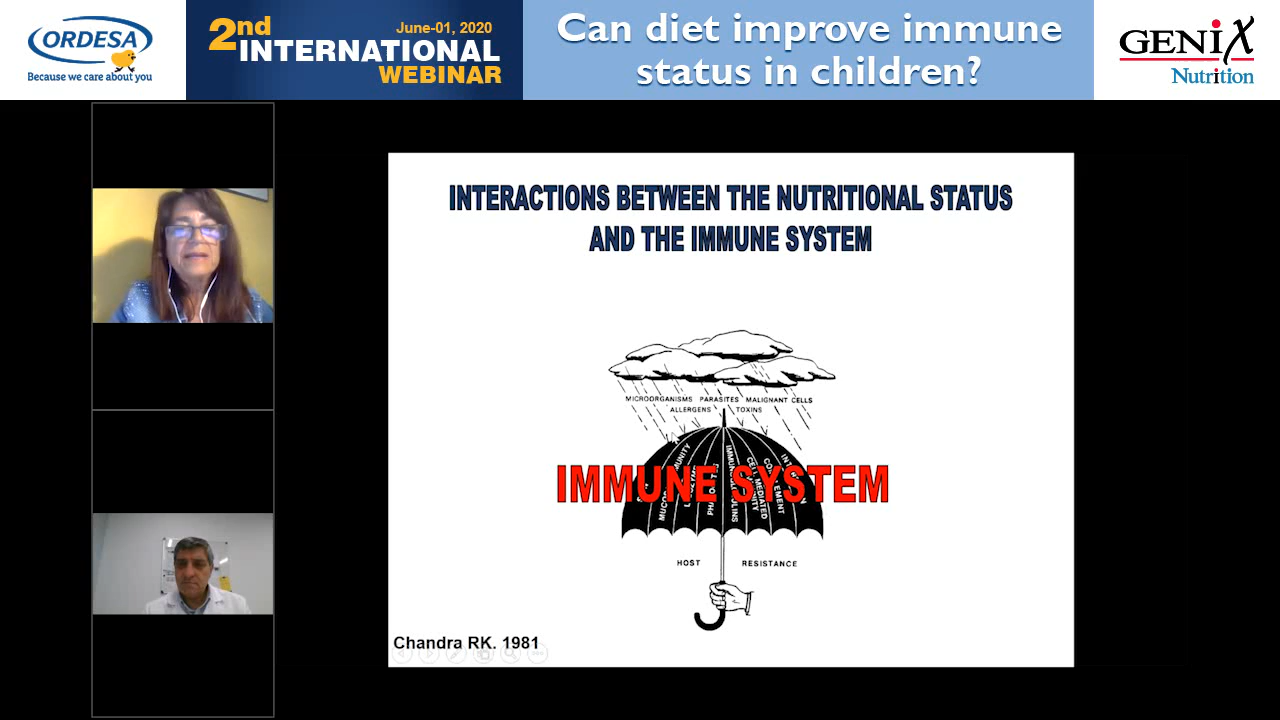 ORDESA
Because we care about you
2nd
June-01, 2020
INTERNATIONAL
WEBINAR
Can diet improve immune
status in children?
GENiX
Nutrition
INTERACTIONS BETWEEN THE NUTRITIONAL STATUS
AND THE IMMUNE SYSTEM
MICROORGANISMS PARASITES MALIGNANT CELLS
ALLERGENS TOXINS
IMMUNE SYSTEM
CELL MEDIATED
HOST RESISTANCE
Chandra RK. 1981